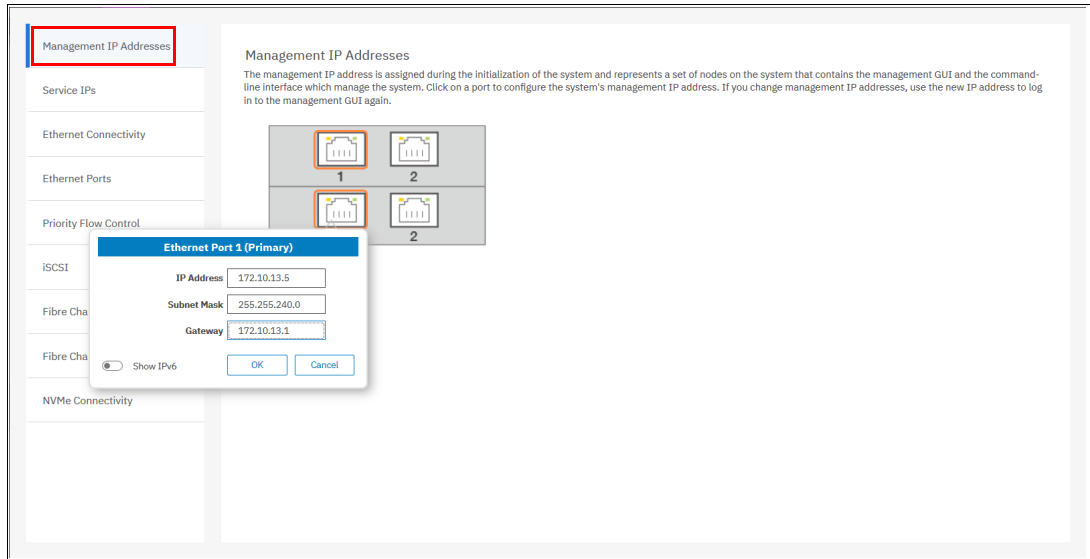 Management IP Addresses
Service IPs
Ethernet Connectivity
Ethernet Ports
Priority Flow Control
iSCSI
Fibre Cha
Fibre Cha
NVMe Connectivity
Management IP Addresses
The management IP address is assigned during the initialization of the system and represents a set of nodes on the system that contains the management GUI and the command-
line interface which manage the system. Click on a port to configure the system's management IP address. If you change management IP addresses, use the new IP address to log
in to the management GUI again.
1 2
2
Ethernet Port 1 (Primary)
IP Address 172.10.13.5
Subnet Mask 255.255.240.0
Gateway 172.10.13.1
Show IPv6 OK Cancel